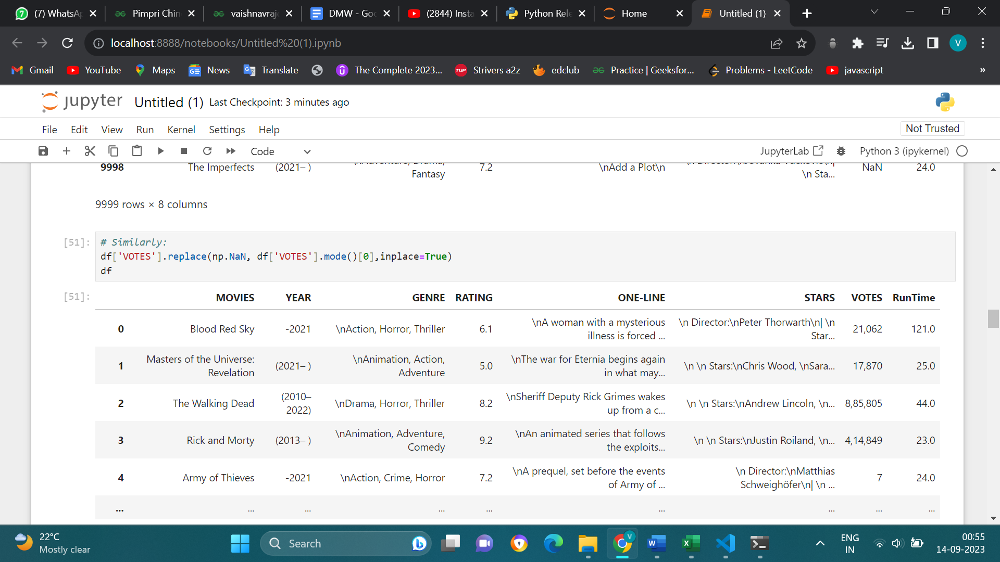 (7) WhatsAp
Pimpri Chin
vaishnavraj
DMW - Goo
(2844) Insta
Python Rele
Home
Untitled (1)
localhost:8888/notebooks/Untitled%20(1).ipynb
V
Gmail
YouTube
Maps
News
Translate
The Complete 2023...
Strivers a2z
edclub
Practice | Geeksfor...
Problems - LeetCode
javascript
»
jupyter Untitled (1) Last Checkpoint: 3 minutes ago
File Edit View Run Kernel Settings Help
Not Trusted
Code
JupyterLab
Python 3 (ipykernel)
9998 The Imperfects (2021– ) \nAdventure, Drama, Fantasy 7.2 \nAdd a Plot\n \n Sta... NaN 24.0
9999 rows × 8 columns
[51]:
# Similarly:
df['VOTES'].replace(np.NaN, df['VOTES'].mode()[0],inplace=True)
df
[51]:
MOVIES YEAR GENRE RATING ONE-LINE STARS VOTES RunTime
0 Blood Red Sky -2021 \nAction, Horror, Thriller 6.1 \nA woman with a mysterious illness is forced ... \n Director:\nPeter Thorwarth\n| \n Star... 21,062 121.0
1 Masters of the Universe: Revelation (2021– ) \nAnimation, Action, Adventure 5.0 \nThe war for Eternia begins again in what may... \n \n Stars:\nChris Wood, \nSara... 17,870 25.0
2 The Walking Dead (2010– 2022) \nDrama, Horror, Thriller 8.2 \nSheriff Deputy Rick Grimes wakes up from a c... \n \n Stars:\nAndrew Lincoln, \n... 8,85,805 44.0
3 Rick and Morty (2013– ) \nAnimation, Adventure, Comedy 9.2 \nAn animated series that follows the exploits... \n \n Stars:\nJustin Roiland, \n... 4,14,849 23.0
4 Army of Thieves -2021 \nAction, Crime, Horror 7.2 \nA prequel, set before the events of Army of ... \n Director:\nMatthias Schweighöfer\n| \n ... 7 24.0
... ... ... ... ... ... ... ... ...
22°C
Mostly clear
Search
ENG
IN
00:55
14-09-2023